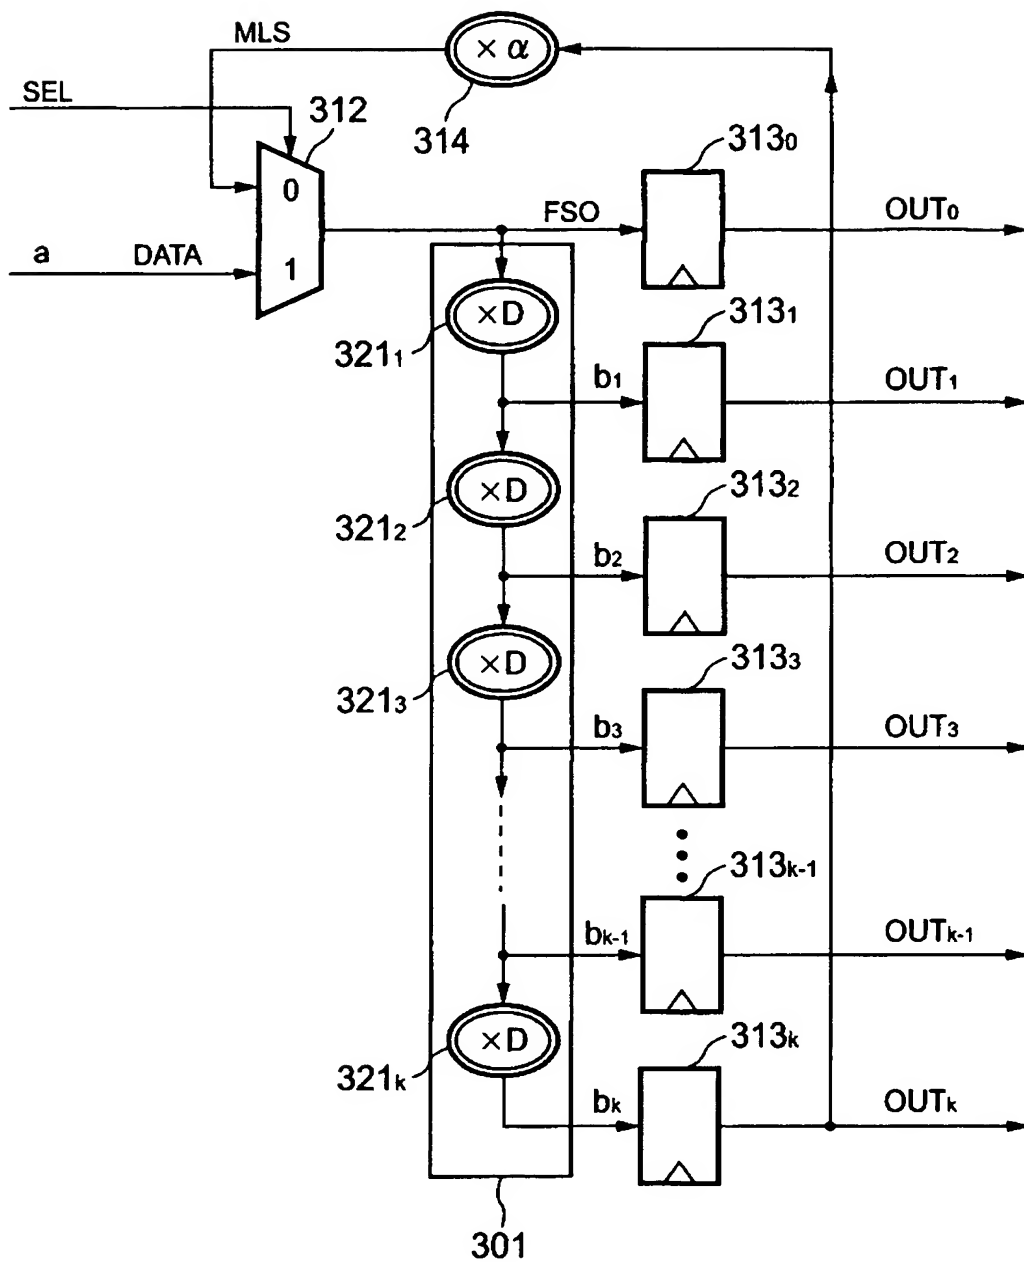 MLS
× α
SEL
312
314
313₀
0
FSO
OUT₀
a
DATA
1
×D
313₁
321₁
b₁
OUT₁
×D
313₂
321₂
b₂
OUT₂
×D
313₃
321₃
b₃
OUT₃
313ₖ₋₁
bₖ₋₁
OUTₖ₋₁
×D
313ₖ
321ₖ
bₖ
OUTₖ
301